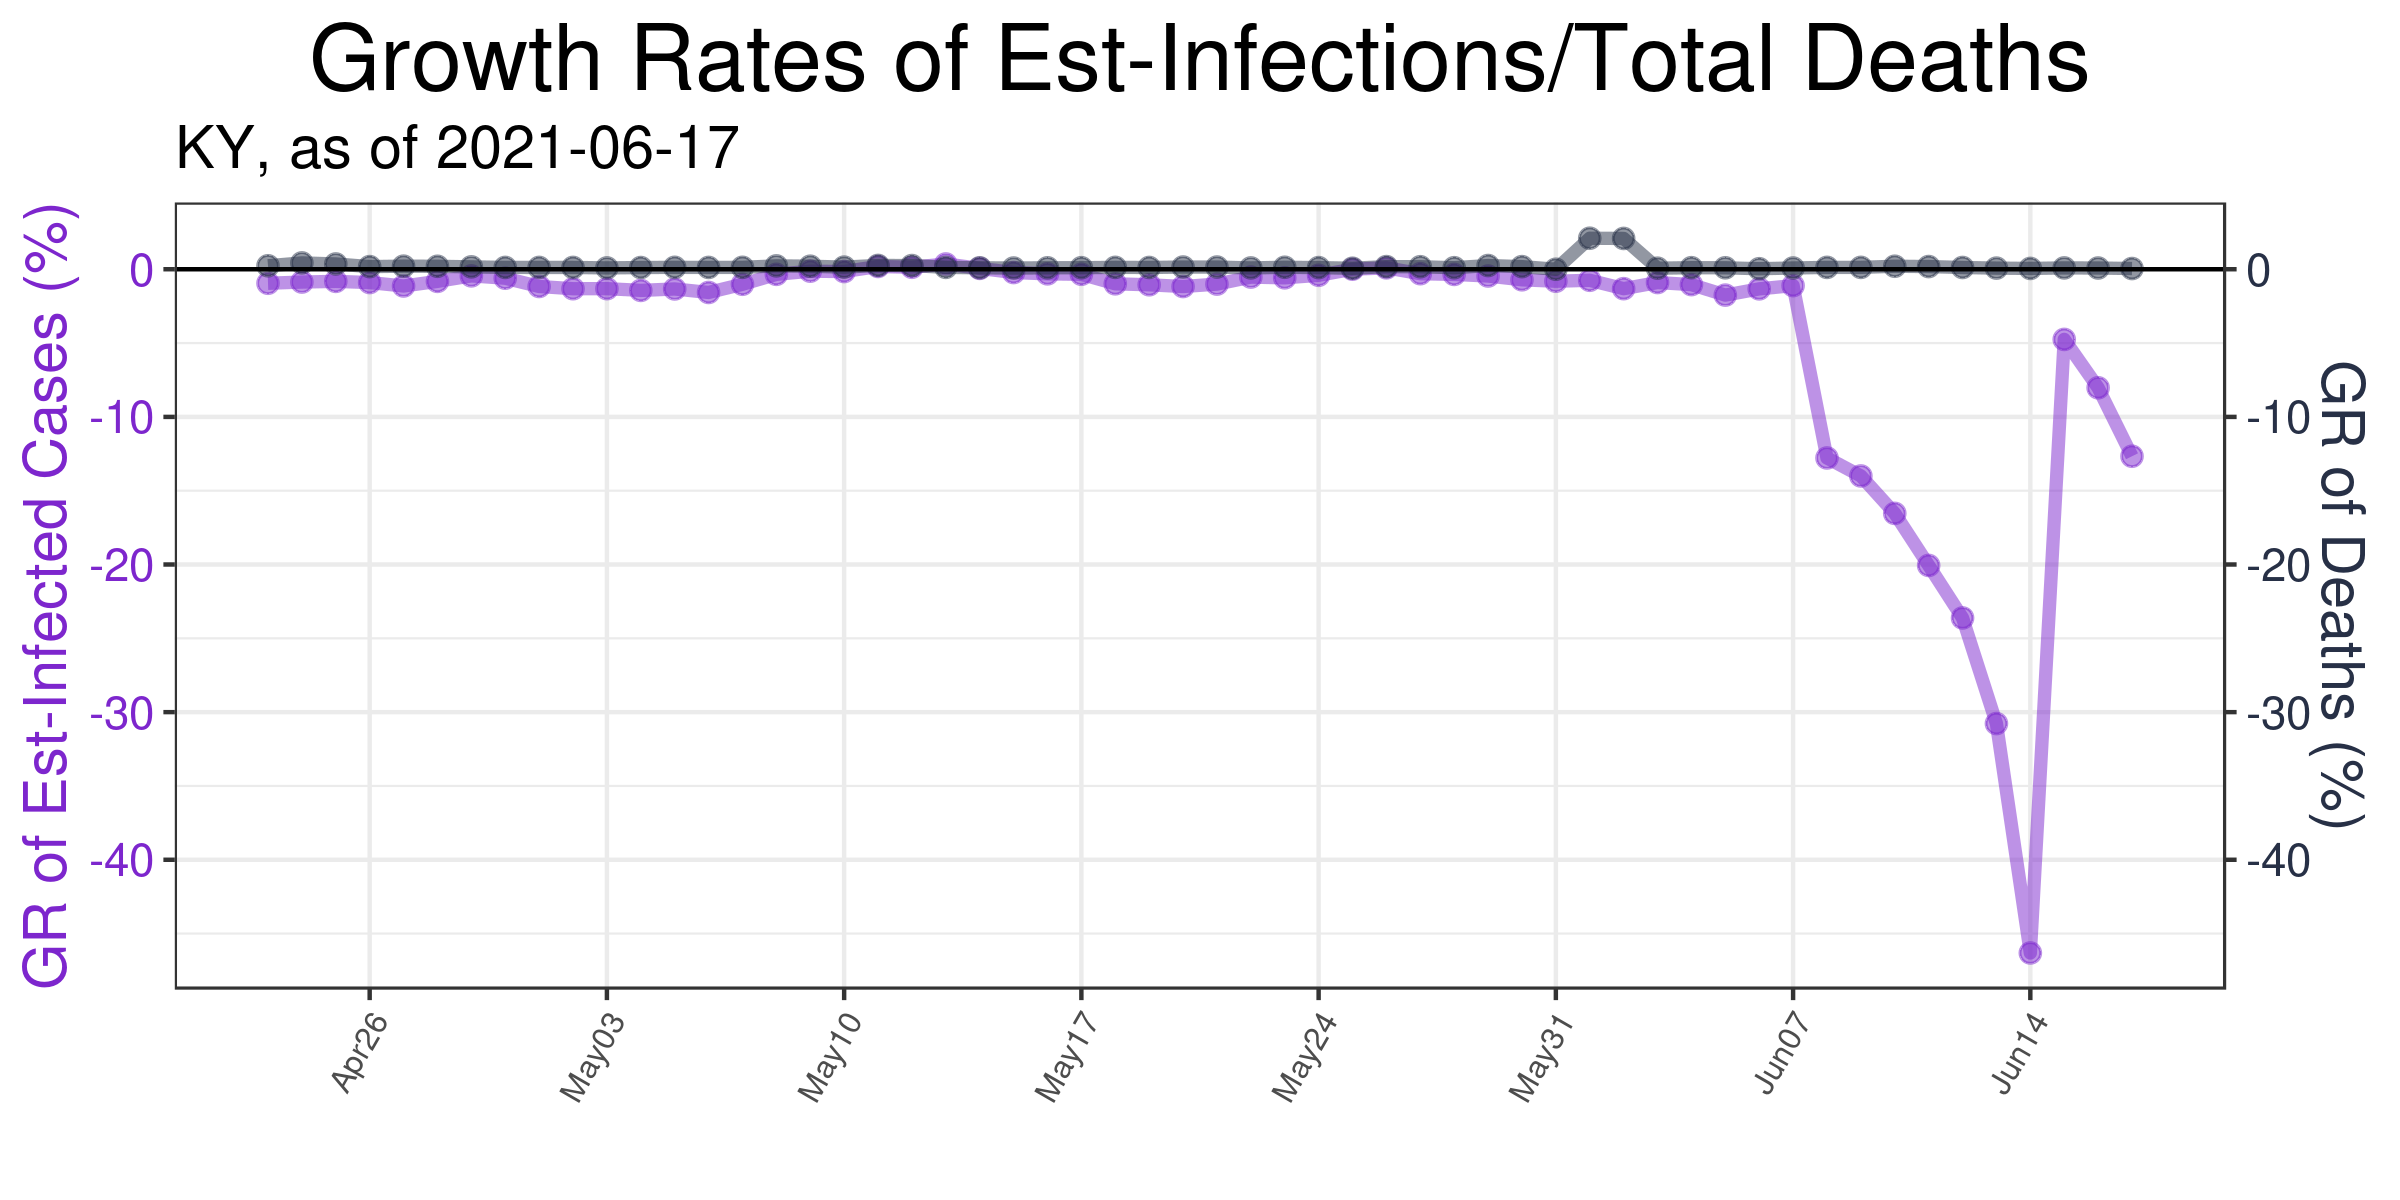 Growth Rates of Est-Infections/Total Deaths
KY, as of 2021-06-17
GR of Est-Infected Cases (%)
0
-10
-20
-30
-40
0
-10
-20
-30
-40
GR of Deaths (%)
Apr26
May03
May10
May17
May24
May31
Jun07
Jun14